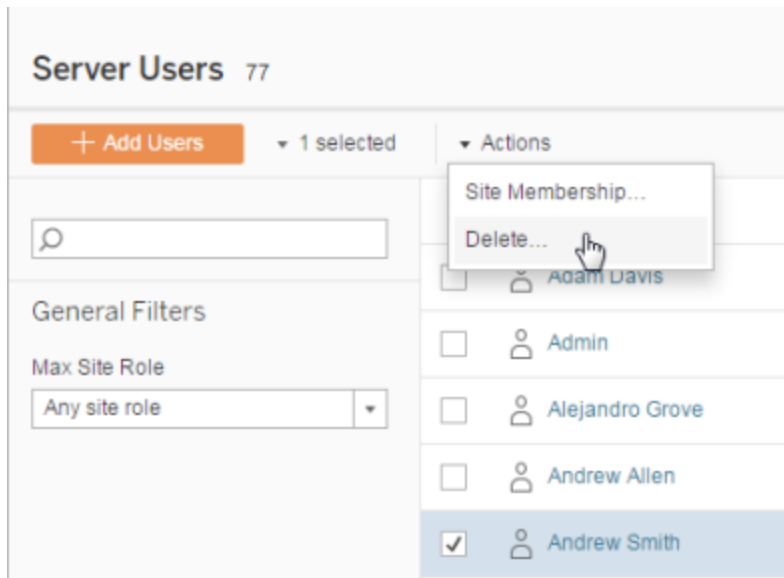 Server Users 77
+ Add Users 1 selected Actions
Site Membership...
Delete...
General Filters
Max Site Role
Any site role
Adam Davis
Admin
Alejandro Grove
Andrew Allen
Andrew Smith